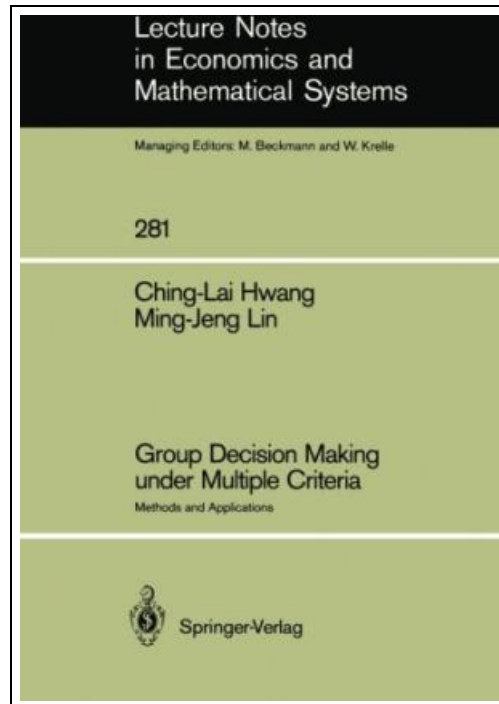 Lecture Notes
in Economics and
Mathematical Systems
Managing Editors: M. Beckmann and W. Krelle
281
Ching-Lai Hwang
Ming-Jeng Lin
Group Decision Making
under Multiple Criteria
Methods and Applications
Springer-Verlag